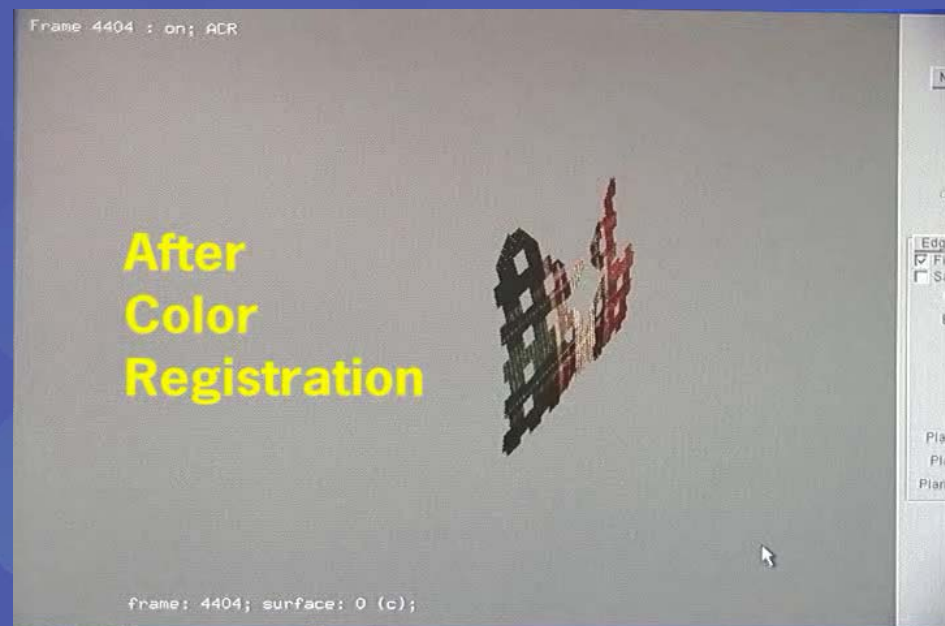 Frame 4404 : on; ACR
After
Color
Registration
frame: 4404; surface: 0 (c);